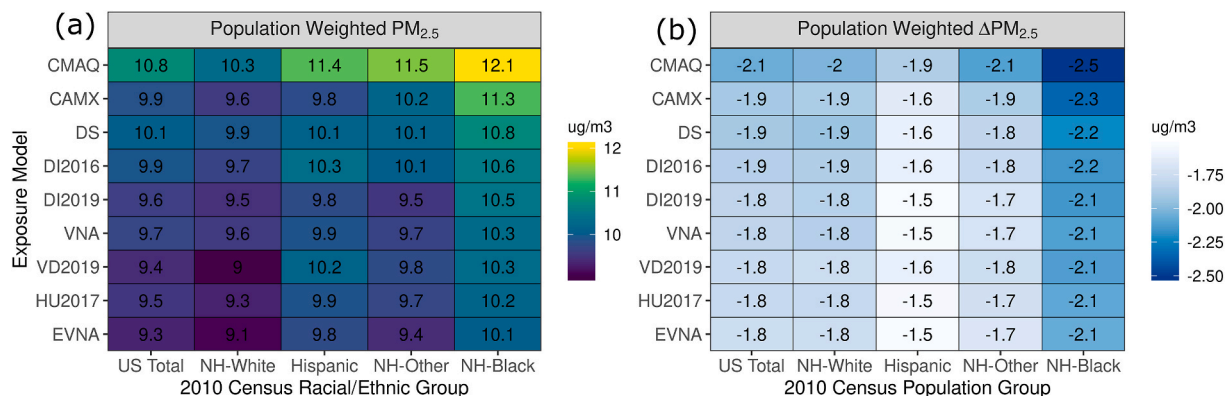 (a)
Population Weighted PM2.5
Exposure Model
CMAQ 10.8 10.3 11.4 11.5 12.1
CAMX 9.9 9.6 9.8 10.2 11.3
DS 10.1 9.9 10.1 10.1 10.8
DI2016 9.9 9.7 10.3 10.1 10.6
DI2019 9.6 9.5 9.8 9.5 10.5
VNA 9.7 9.6 9.9 9.7 10.3
VD2019 9.4 9 10.2 9.8 10.3
HU2017 9.5 9.3 9.9 9.7 10.2
EVNA 9.3 9.1 9.8 9.4 10.1
US Total NH-White Hispanic NH-Other NH-Black
2010 Census Racial/Ethnic Group
ug/m3
12
11
10
(b)
Population Weighted ΔPM2.5
CMAQ -2.1 -2 -1.9 -2.1 -2.5
CAMX -1.9 -1.9 -1.6 -1.9 -2.3
DS -1.9 -1.9 -1.6 -1.8 -2.2
DI2016 -1.9 -1.9 -1.6 -1.8 -2.2
DI2019 -1.8 -1.8 -1.5 -1.7 -2.1
VNA -1.8 -1.8 -1.5 -1.7 -2.1
VD2019 -1.8 -1.8 -1.6 -1.8 -2.1
HU2017 -1.8 -1.8 -1.5 -1.7 -2.1
EVNA -1.8 -1.8 -1.5 -1.7 -2.1
US Total NH-White Hispanic NH-Other NH-Black
2010 Census Population Group
ug/m3
-1.75
-2.00
-2.25
-2.50